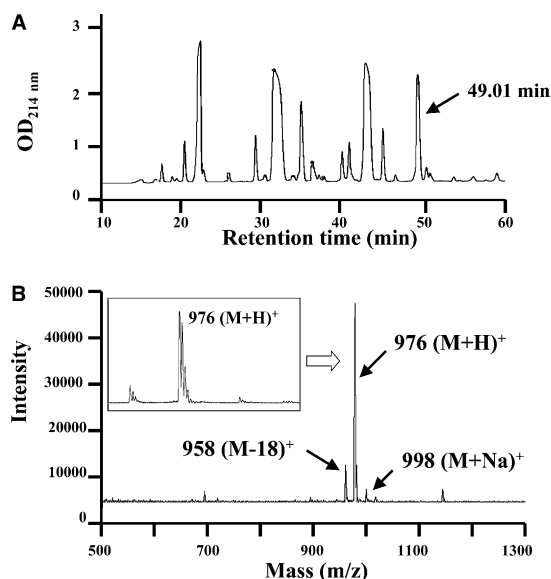 A
3
2
1
0
OD214 nm
49.01 min
10 20 30 40 50 60
Retention time (min)
B
50000
40000
30000
20000
10000
0
Intensity
976 (M+H)+
976 (M+H)+
958 (M-18)+
998 (M+Na)+
500 700 900 1100 1300
Mass (m/z)